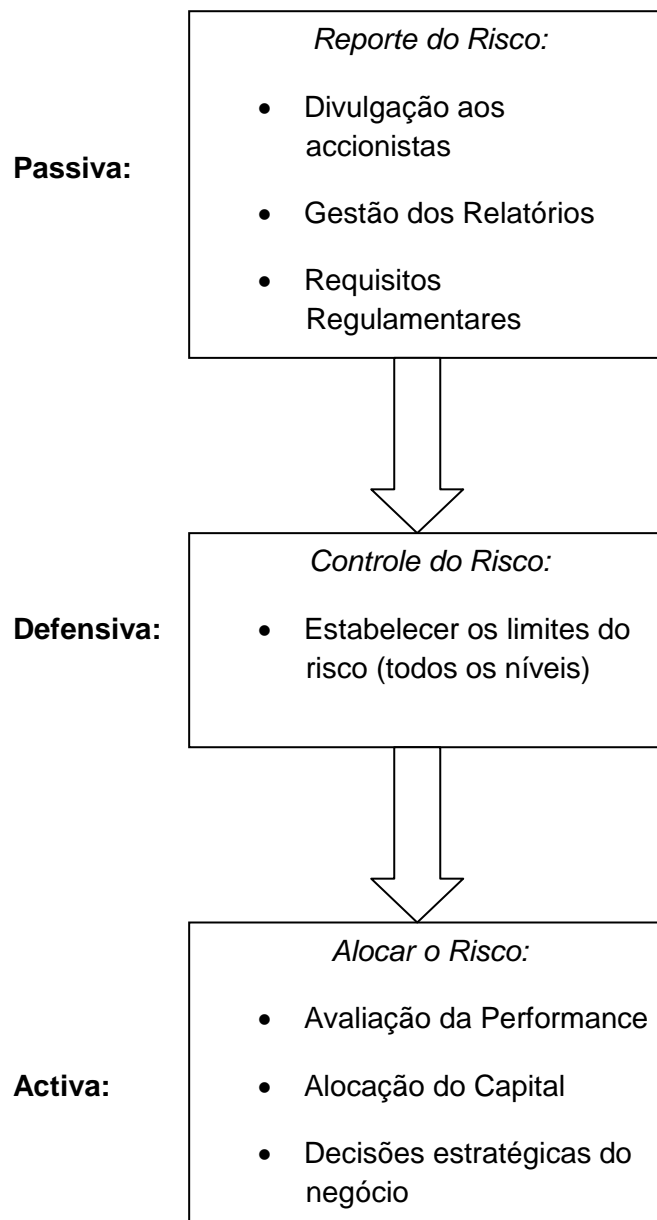 Reporte do Risco:
• Divulgação aos
accionistas
Passiva:
• Gestão dos Relatórios
• Requisitos
Regulamentares
Controle do Risco:
Defensiva:
• Estabelecer os limites do
risco (todos os níveis)
Alocar o Risco:
• Avaliação da Performance
Activa:
• Alocação do Capital
• Decisões estratégicas do
negócio